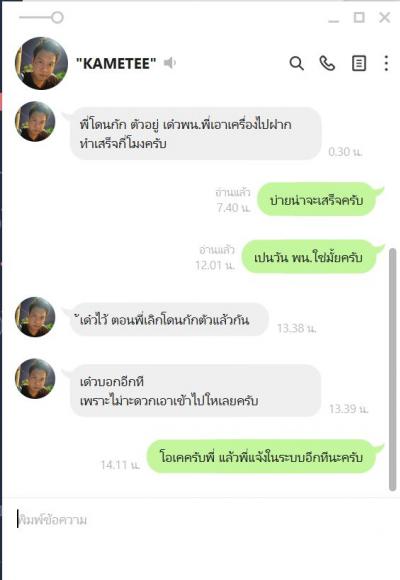 "KAMETEE"
พี่โดนกัก ตัวอยู่ เด่วพน.พี่เอาเครื่องไปฝาก
ทำเสร็จกี่โมงครับ
0.30 น.
อ่านแล้ว
7.40 น.
บ่ายน่าจะเสร็จครับ
อ่านแล้ว
12.01 น.
เปนวัน พน.ใช่มั้ยครับ
ัเด๋วไว้ ตอนพี่เลิกโดนกักตัวแล้วกัน
13.38 น.
เด่วบอกอีกที
เพราะไม่าะดวกเอาเข้าไปใหเลยครับ
13.39 น.
14.11 น.
โอเคครับพี่ แล้วพี่แจ้งในระบบอีกทีนะครับ
พิมพ์ข้อความ